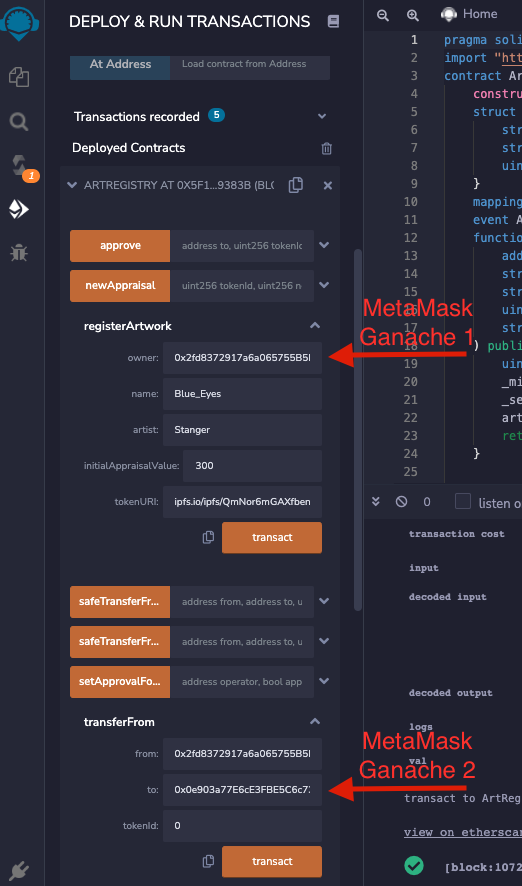 DEPLOY & RUN TRANSACTIONS
At Address
Load contract from Address
Transactions recorded
5
Deployed Contracts
1
ARTREGISTRY AT 0X5F1...9383B (BLO
approve
address to, uint256 tokenId
newAppraisal
uint256 tokenId, uint256 n
registerArtwork
owner:
0x2fd8372917a6a065755B5
name:
Blue_Eyes
artist:
Stanger
initialAppraisalValue:
300
tokenURI:
ipfs.io/ipfs/QmNor6mGAXfben
transact
safeTransferFr...
address from, address to, u
safeTransferFr...
address from, address to, u
setApprovalFo...
address operator, bool app
transferFrom
from:
0x2fd8372917a6a065755B5
to:
0x0e903a77E6cE3FBE5C6c7
tokenId:
0
transact
MetaMask
Ganache 1
MetaMask
Ganache 2
Home
1 pragma soli
2 import "htt
3 contract Ar
4 constru
5 struct
6 str
7 str
8 uin
9 }
10 mapping
11 event A
12 functio
13 add
14 str
15 str
16 uin
17 str
18 ) publi
19 uin
20 _mi
21 _se
22 art
23 ret
24 }
25
0
listen o
transaction cost
input
decoded input
decoded output
logs
val
transact to ArtReg
view on etherscan
[block:1072